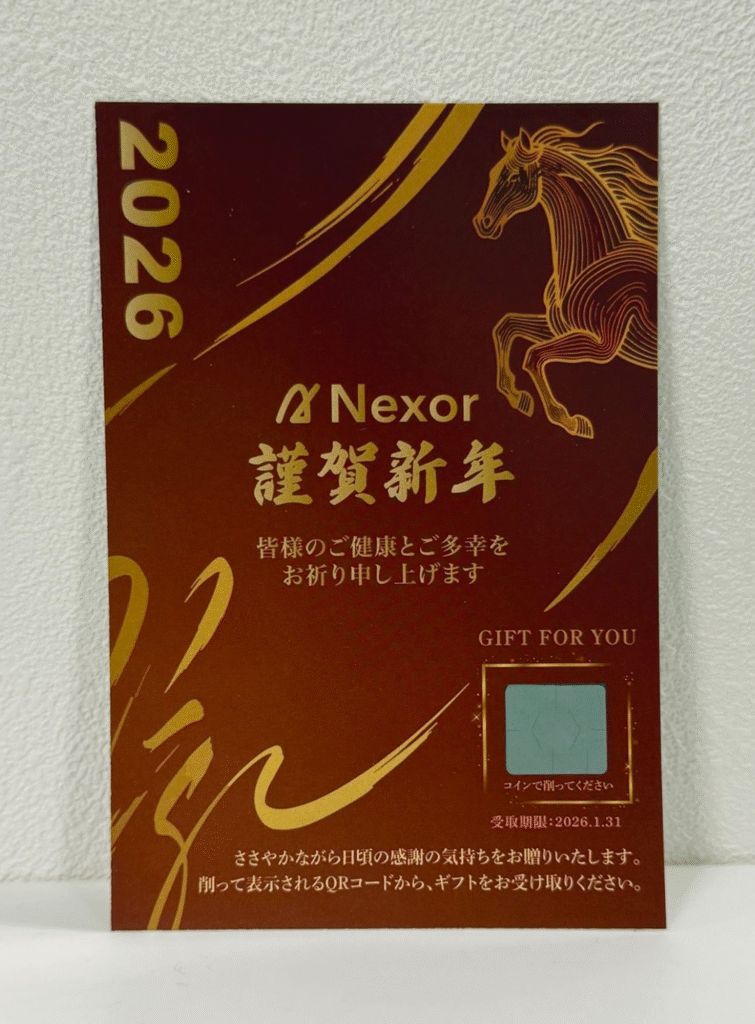 2026
Nexor
謹賀新年
皆様のご健康とご多幸を
お祈り申し上げます
GIFT FOR YOU
コインで削ってください
受取期限:2026.1.31
ささやかながら日頃の感謝の気持ちをお贈りいたします。
削って表示されるQRコードから、ギフトをお受け取りください。